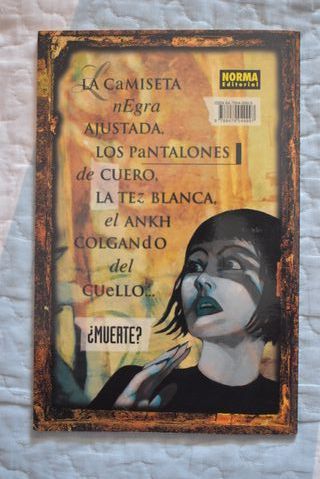 NORMA
Editorial
LA CaMISETA
nEgra
AJUSTADA,
LOS PaNTALONES
de CUERO,
LA TEZ BLANCA,
el ANKH
COLGANdO
del
CUeLLO...
¿MUERTE?